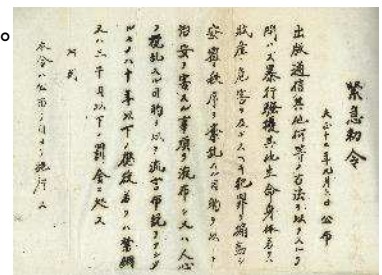 緊急勅令
大正十二年九月七日公布
出版通信其他何等ノ方法ヲ以テスルヲ
問ハズ暴行騒擾其他生命身体若クハ
財産ニ危害ヲ及ホスヘキ犯罪ヲ煽動シ
安寧秩序ヲ紊乱スルノ目的ヲ以テ
治安ヲ害スル事項ヲ流布シ又ハ人心
ヲ惑乱スルノ目的ヲ以テ流言布説ヲナシタ
ルモノハ十年以下ノ懲役若クハ禁錮
又ハ三千円以下ノ罰金ニ処ス
附則
本令ハ公布ノ日ヨリ施行ス